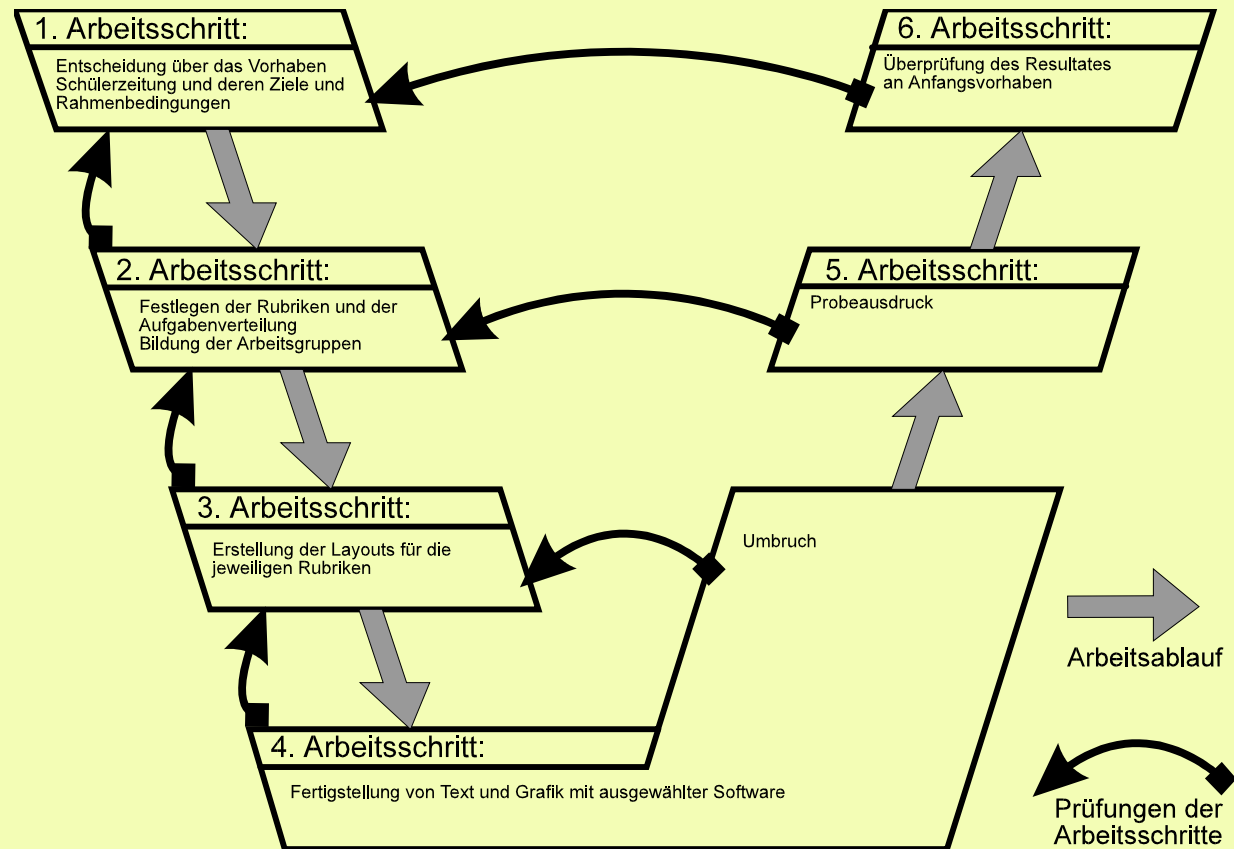 1. Arbeitsschritt:
Entscheidung über das Vorhaben
Schülerzeitung und deren Ziele und
Rahmenbedingungen
6. Arbeitsschritt:
Überprüfung des Resultates
an Anfangsvorhaben
2. Arbeitsschritt:
Festlegen der Rubriken und der
Aufgabenverteilung
Bildung der Arbeitsgruppen
5. Arbeitsschritt:
Probeausdruck
3. Arbeitsschritt:
Erstellung der Layouts für die
jeweiligen Rubriken
Umbruch
4. Arbeitsschritt:
Fertigstellung von Text und Grafik mit ausgewählter Software
Arbeitsablauf
Prüfungen der
Arbeitsschritte